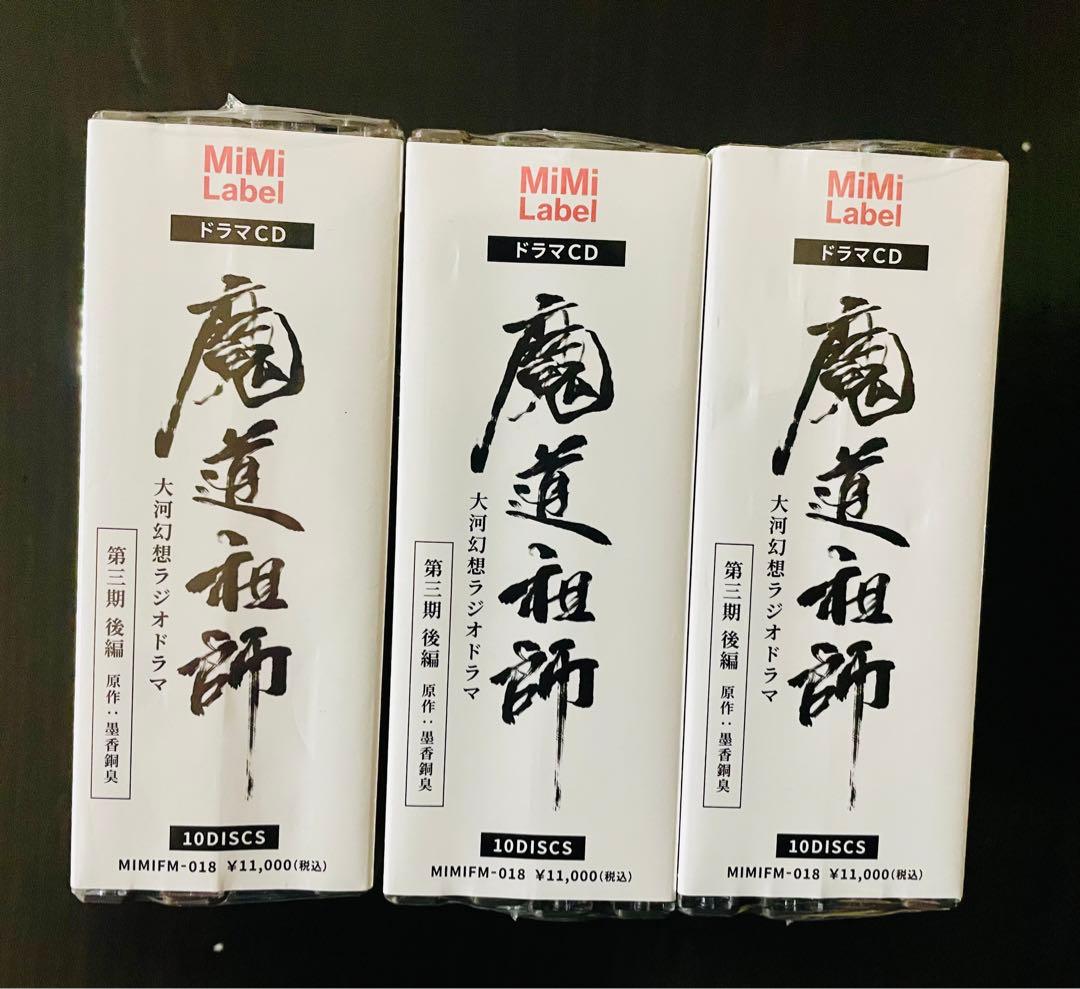 MiMi
Label
ドラマCD
魔道祖師
大河幻想ラジオドラマ
第三期 後編 原作：墨香銅臭
10DISCS
MIMIFM-018 ¥11,000(税込)
MiMi
Label
ドラマCD
魔道祖師
大河幻想ラジオドラマ
第三期 後編 原作：墨香銅臭
10DISCS
MIMIFM-018 ¥11,000(税込)
MiMi
Label
ドラマCD
魔道祖師
大河幻想ラジオドラマ
第三期 後編 原作：墨香銅臭
10DISCS
MIMIFM-018 ¥11,000(税込)